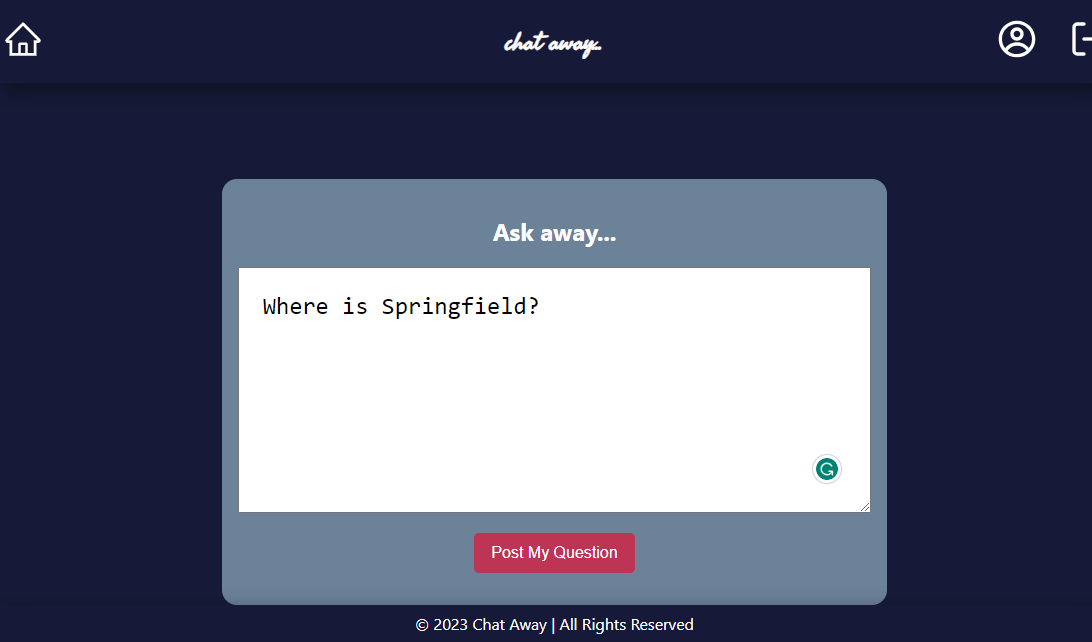 chat away..
Ask away...
Where is Springfield?
Post My Question
© 2023 Chat Away | All Rights Reserved